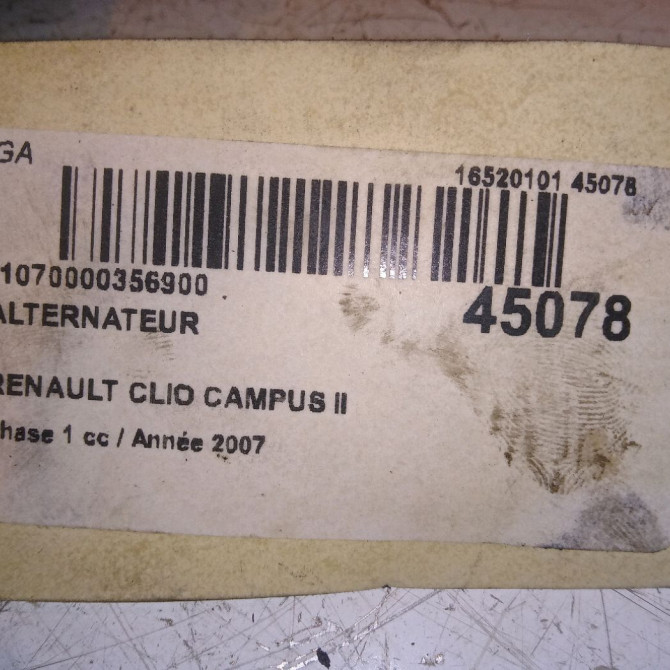 GA
16520101 45078
1070000356900
ALTERNATEUR
45078
RENAULT CLIO CAMPUS II
hase 1 cc / Année 2007